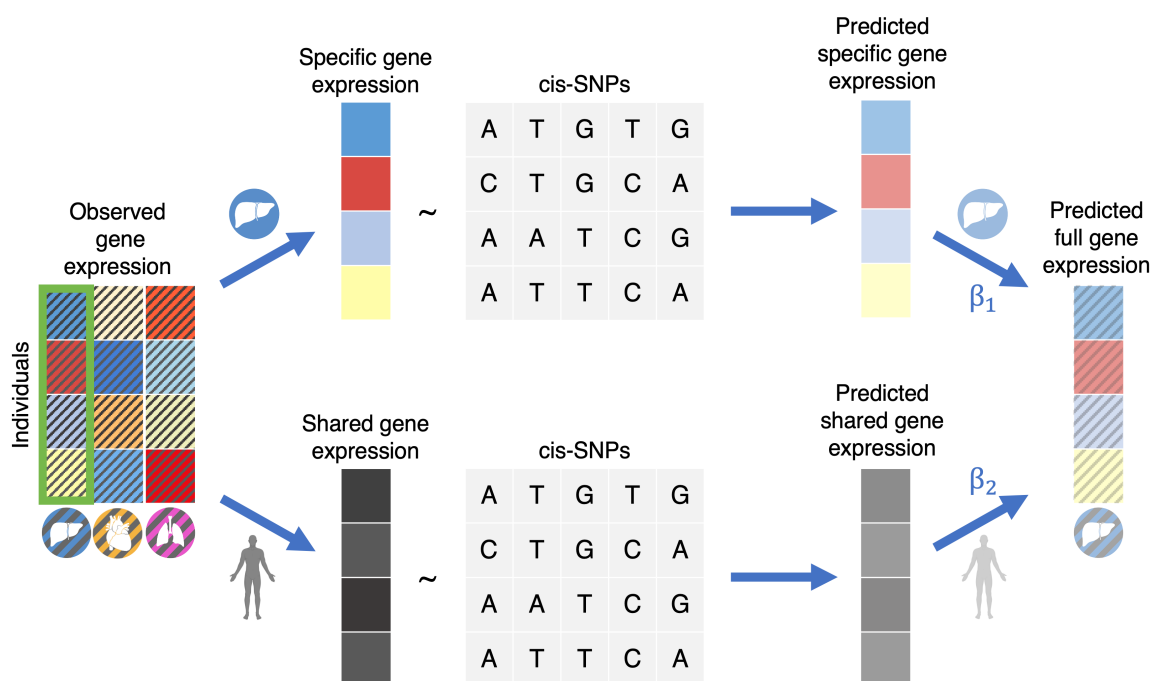 Observed
gene
expression
Individuals
Specific gene
expression
~
cis-SNPs
A T G T G
C T G C A
A A T C G
A T T C A
Predicted
specific gene
expression
β1
Shared gene
expression
~
cis-SNPs
A T G T G
C T G C A
A A T C G
A T T C A
Predicted
shared gene
expression
β2
Predicted
full gene
expression